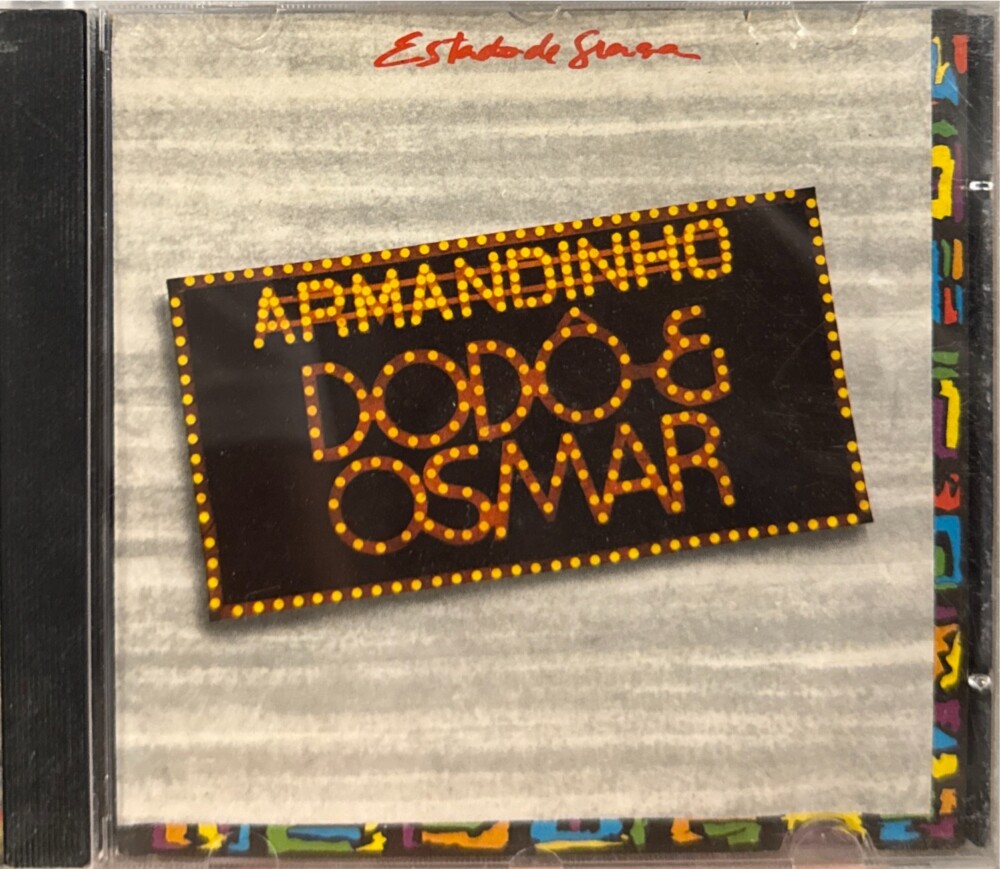 Estado de Graça
ARMANDINHO
DODÔ E
OSMAR